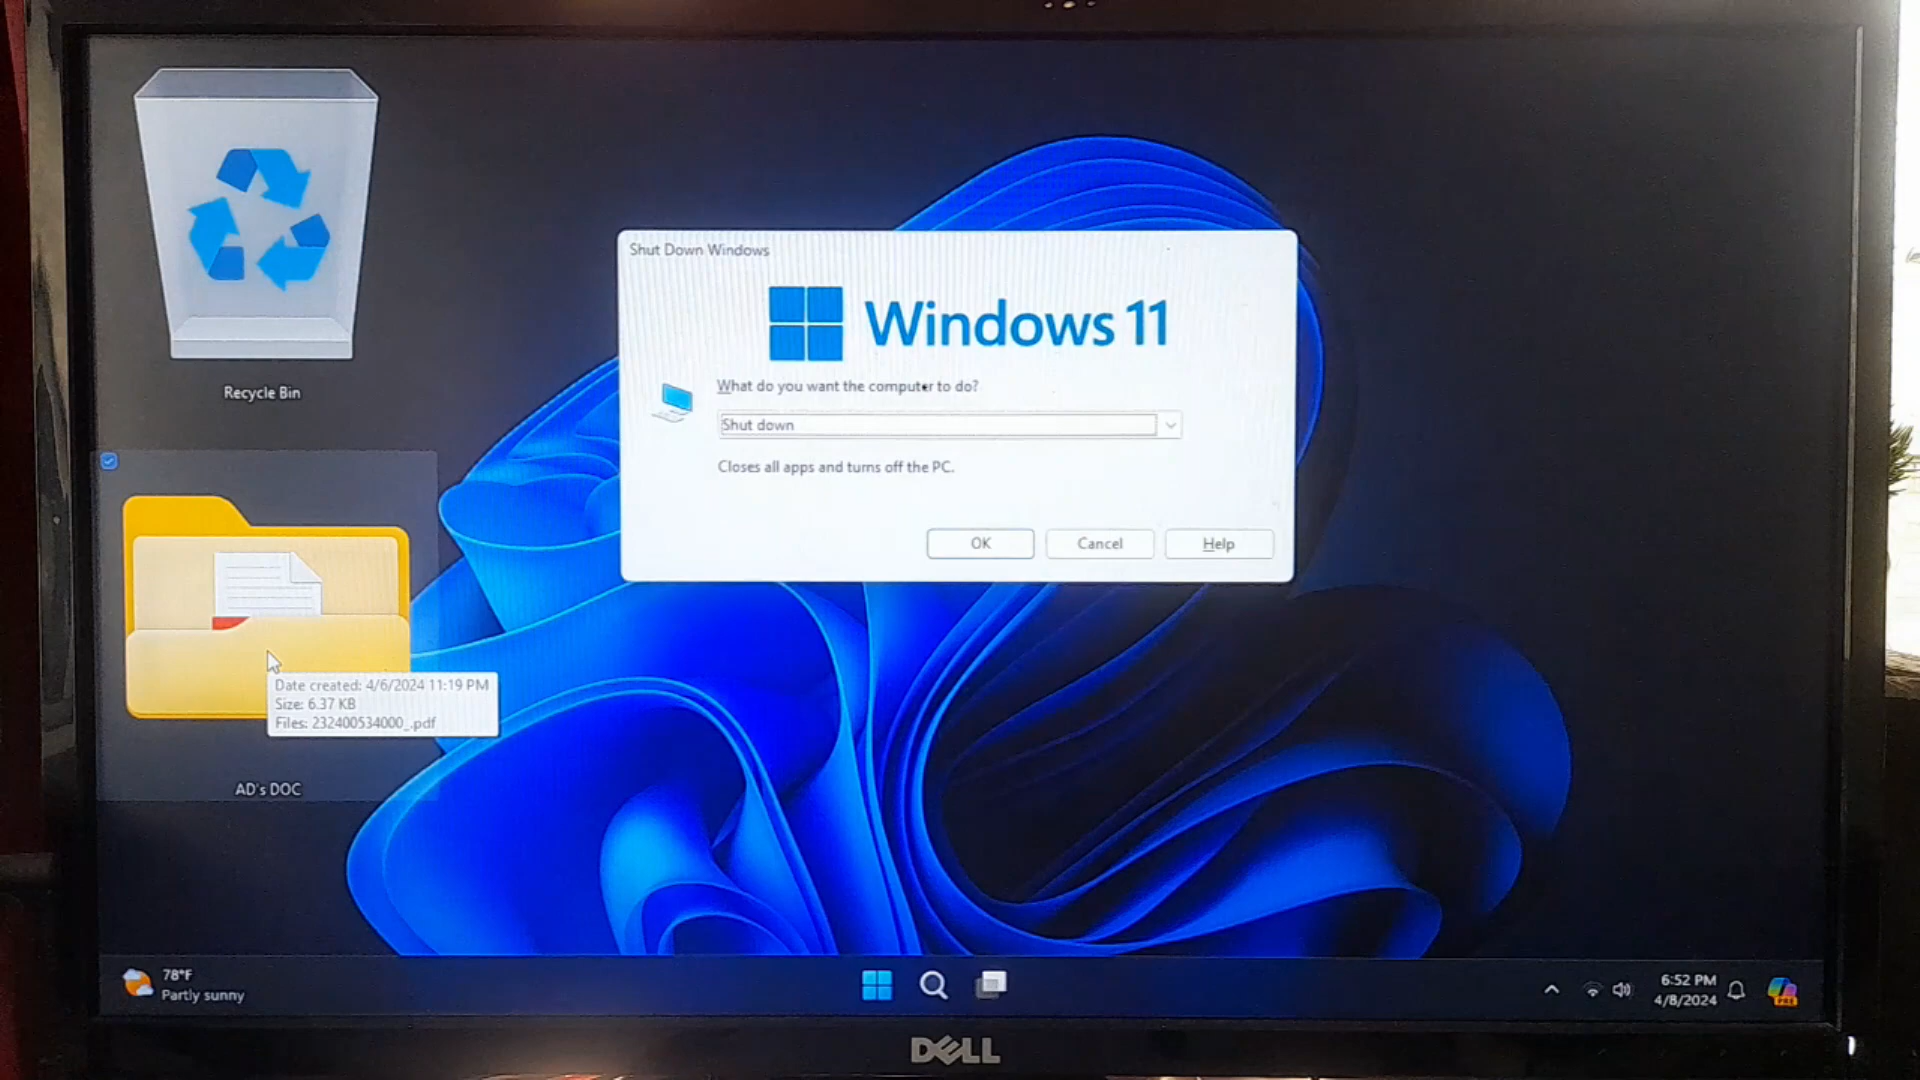 Recycle Bin
Shut Down Windows
Windows 11
What do you want the computer to do?
Shut down
Closes all apps and turns off the PC.
OK
Cancel
Help
Date created: 4/6/2024 11:19 PM
Size: 6.37 KB
Files: 232400534000_.pdf
AD's DOC
78°F
Partly sunny
6:52 PM
4/8/2024
PRE
DELL